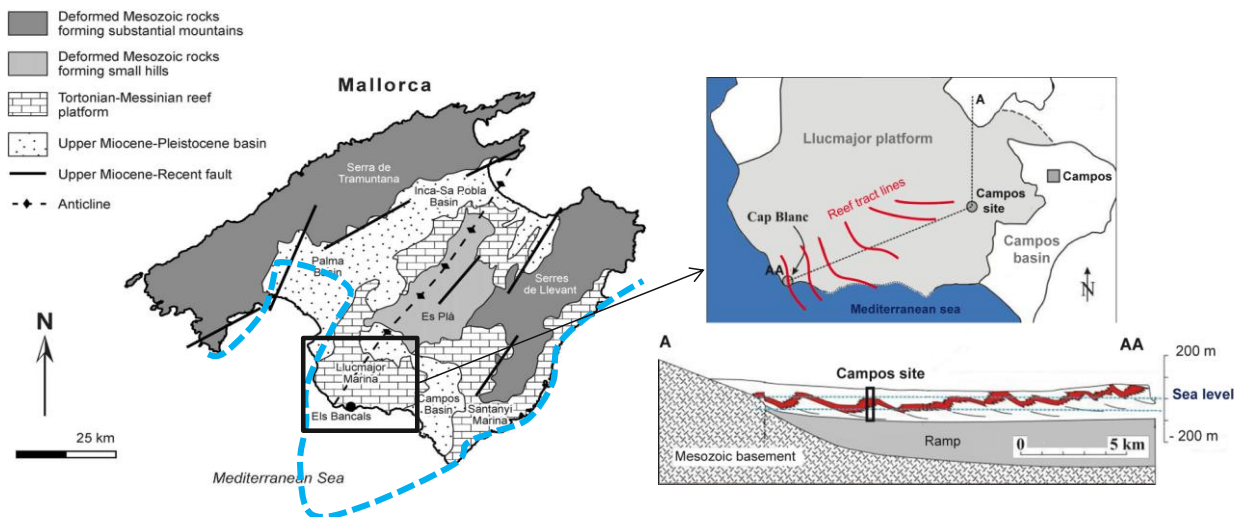 Deformed Mesozoic rocks
forming substantial mountains
Deformed Mesozoic rocks
forming small hills
Tortonian-Messinian reef
platform
Upper Miocene-Pleistocene basin
Upper Miocene-Recent fault
Anticline
Mallorca
Serra de
Tramuntana
Inca-Sa Pobla
Basin
Palma
Basin
Serres
de Llevant
Es Plà
Llucmajor
Marina
Campos
Basin
Santanyi
Marina
Els Bancals
N
25 km
Mediterranean Sea
A
Llucmajor platform
Campos
Campos
site
Reef tract lines
Cap Blanc
Campos
basin
AA
N
Mediterranean sea
A
AA
200 m
Campos site
Sea level
Ramp
0
5 km
- 200 m
Mesozoic basement